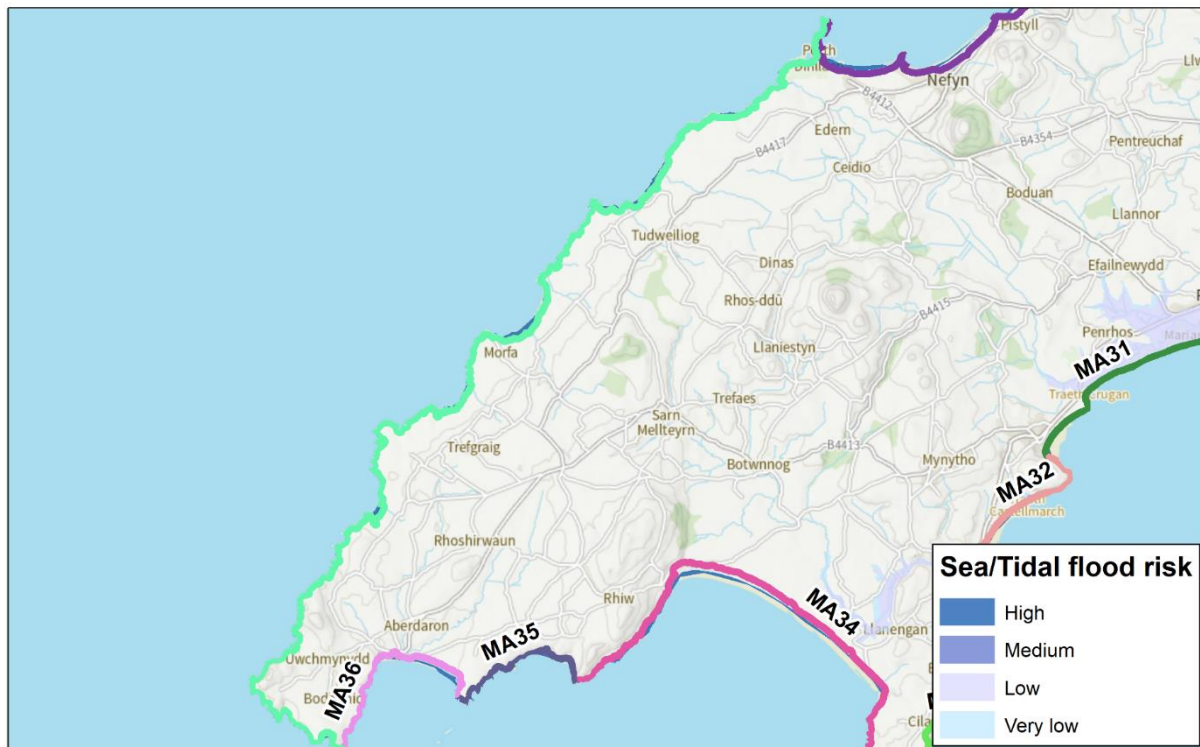 Pistyll
Porth
Nefyn
B4412
Edern
B4354
B4417
Pentreuchaf
Ceidio
Boduan
Llannor
Tudweiliog
Dinas
Efailnewydd
Rhos-ddû
B4415
Penrhos
Morfa
Llaniestyn
MA31
Trefaes
Sarn
Mellteyrn
Trefgraig
B4413
Botwnnog
Mynytho
MA32
Rhoshirwaun
Sea/Tidal flood risk
High
Medium
Low
Very low
Rhiw
MA34
Llanengan
Aberdaron
MA35
Uwchmynydd
MA36